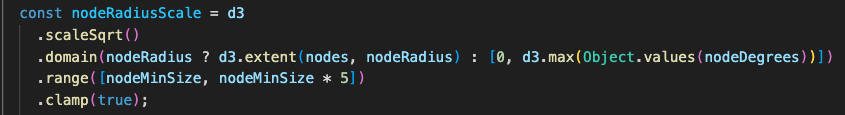 const nodeRadiusScale = d3
.scaleSqrt()
.domain(nodeRadius ? d3.extent(nodes, nodeRadius) : [0, d3.max(Object.values(nodeDegrees))])
.range([nodeMinSize, nodeMinSize * 5])
.clamp(true);